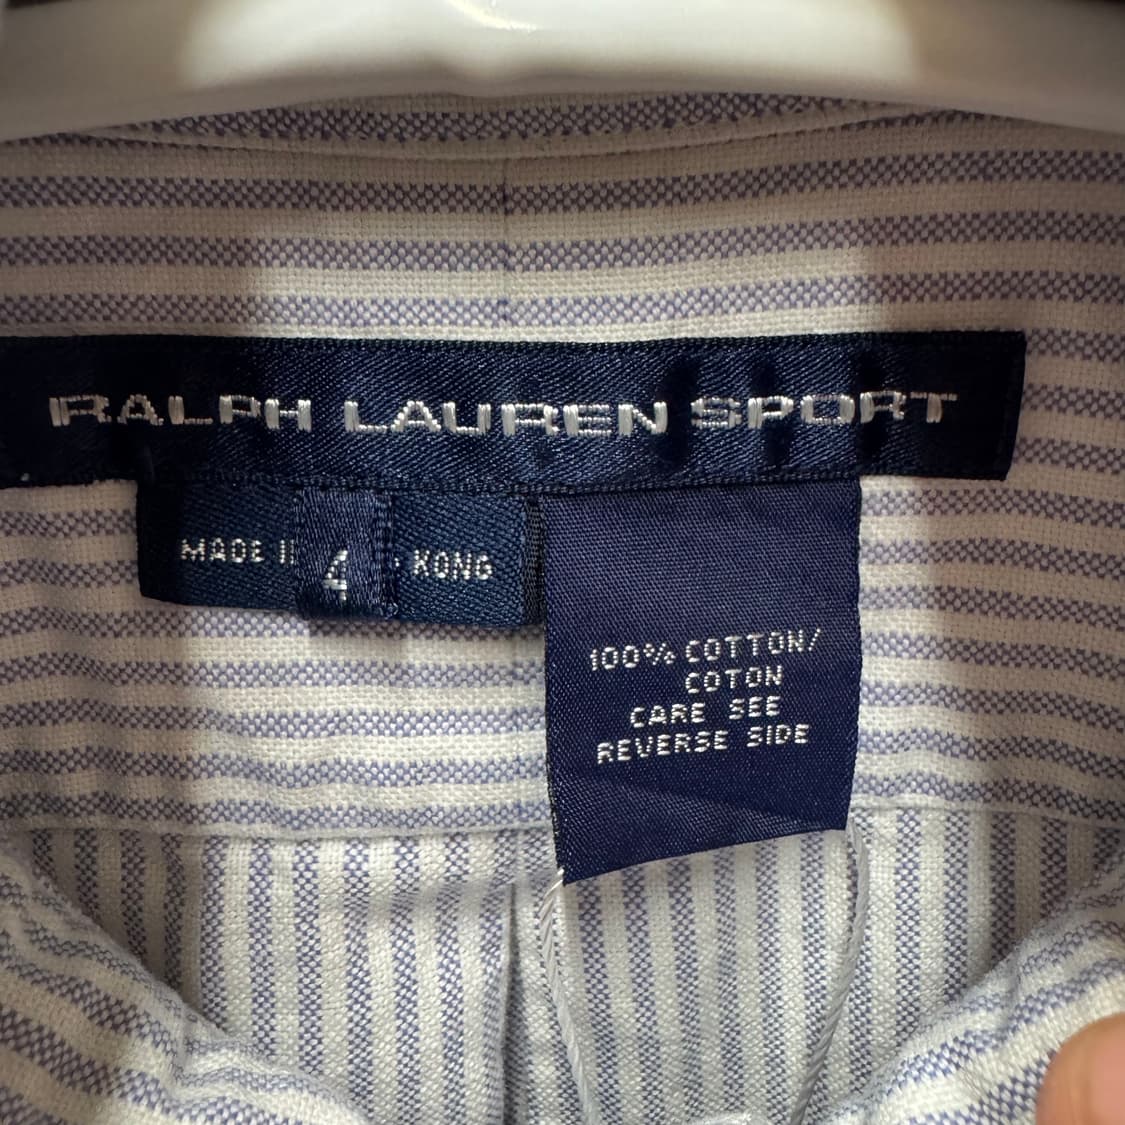 RALPH LAUREN SPORT
MADE I
4
KONG
100% COTTON/
COTON
CARE SEE
REVERSE SIDE